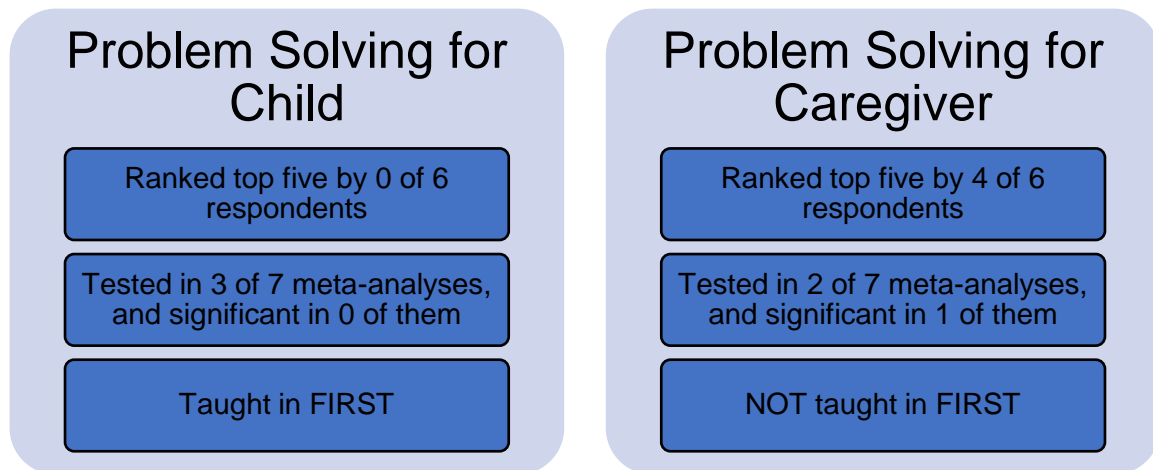 Problem Solving for
Child
Ranked top five by 0 of 6
respondents
Tested in 3 of 7 meta-analyses,
and significant in 0 of them
Taught in FIRST
Problem Solving for
Caregiver
Ranked top five by 4 of 6
respondents
Tested in 2 of 7 meta-analyses,
and significant in 1 of them
NOT taught in FIRST